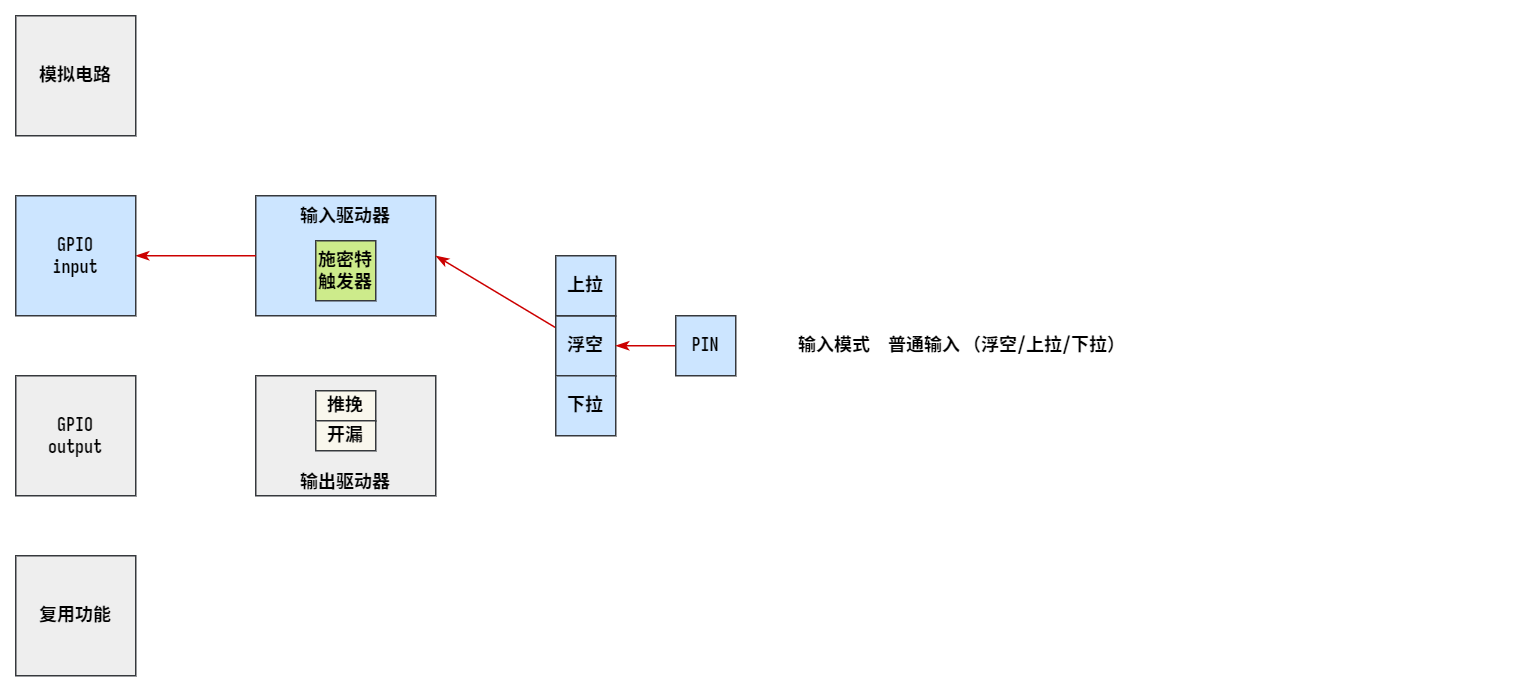 模拟电路
GPIO
input
输入驱动器
施密特
触发器
上拉
浮空
下拉
PIN
输入模式 普通输入（浮空/上拉/下拉）
GPIO
output
推挽
开漏
输出驱动器
复用功能